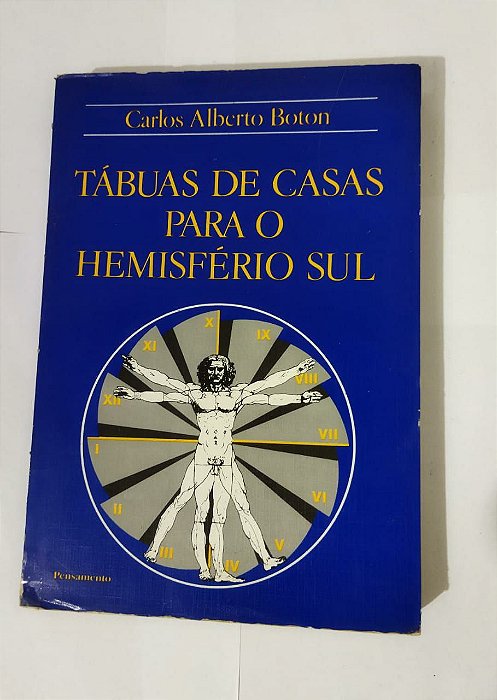 Carlos Alberto Boton
TÁBUAS DE CASAS
PARA O
HEMISFÉRIO SUL
X
XI
IX
VIII
XII
VII
I
VI
II
V
III
IV
Pensamento